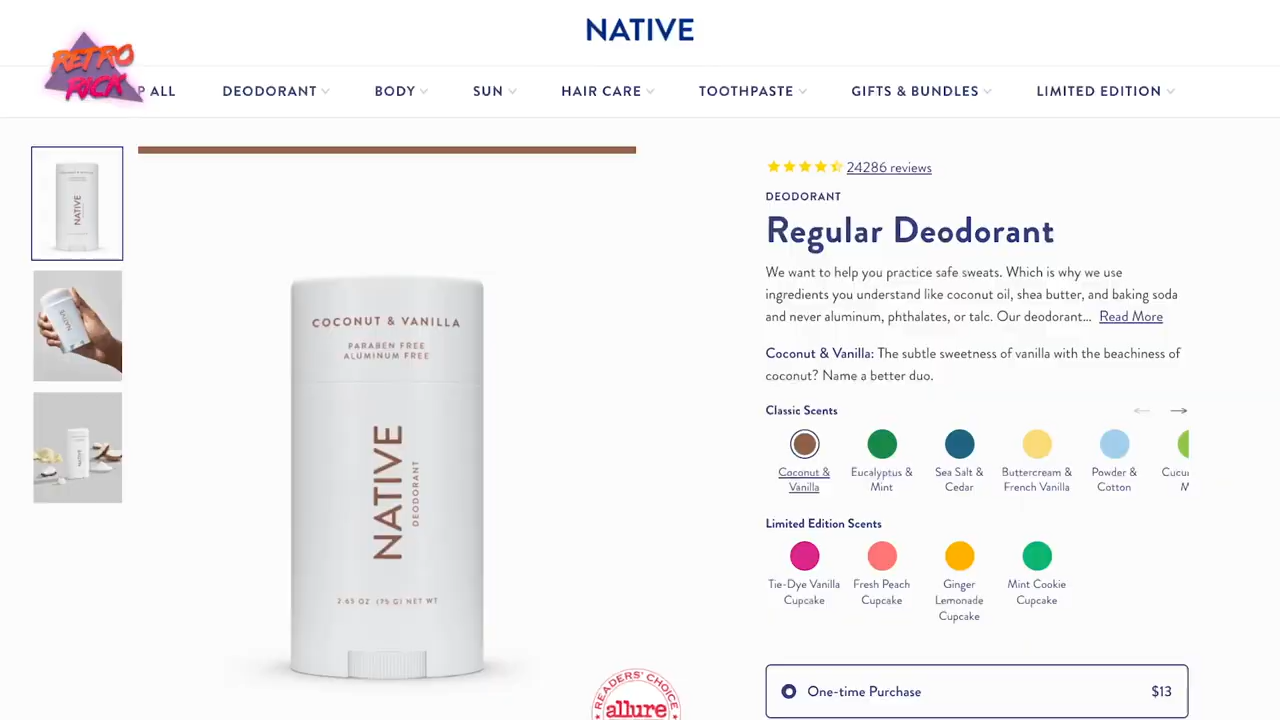 NATIVE
RETRO
RICK
P ALL
DEODORANT
BODY
SUN
HAIR CARE
TOOTHPASTE
GIFTS & BUNDLES
LIMITED EDITION
24286 reviews
DEODORANT
Regular Deodorant
We want to help you practice safe sweats. Which is why we use
ingredients you understand like coconut oil, shea butter, and baking soda
and never aluminum, phthalates, or talc. Our deodorant... Read More
Coconut & Vanilla: The subtle sweetness of vanilla with the beachiness of
coconut? Name a better duo.
Classic Scents
Coconut &
Vanilla
Eucalyptus &
Mint
Sea Salt &
Cedar
Buttercream &
French Vanilla
Powder &
Cotton
Cucu
M
Limited Edition Scents
Tie-Dye Vanilla
Cupcake
Fresh Peach
Cupcake
Ginger
Lemonade
Cupcake
Mint Cookie
Cupcake
One-time Purchase
$13
COCONUT & VANILLA
PARABEN FREE
ALUMINUM FREE
NATIVE
DEODORANT
2.65 OZ (75 G) NET WT
READERS' CHOICE
allure
NATIVE